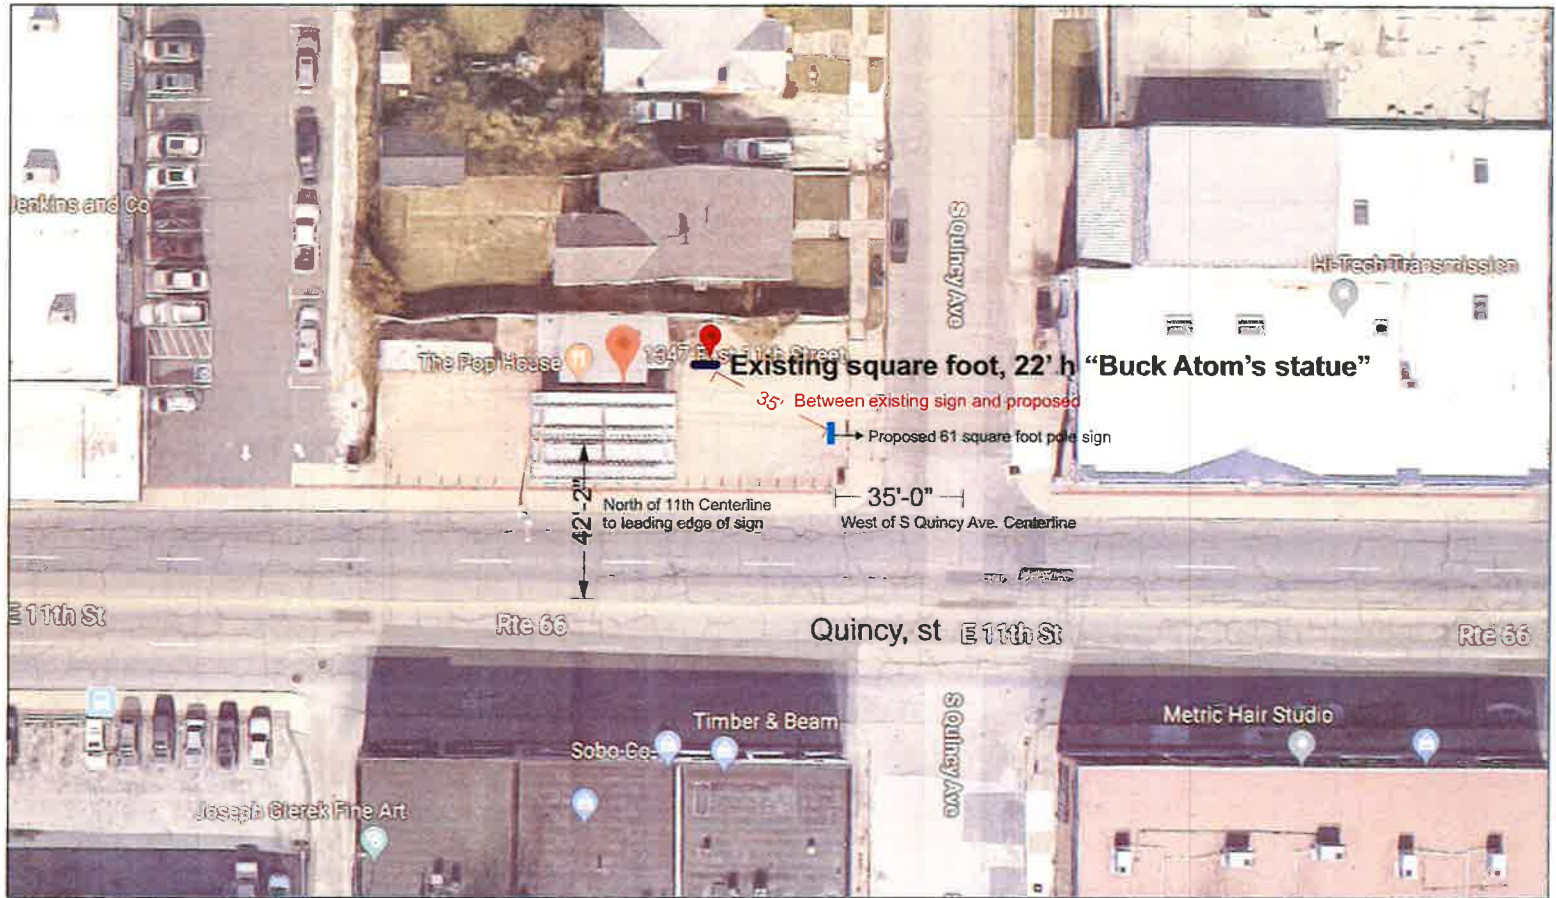 Jenkins and Co
S Quincy Ave
Hi-Tech Transmission
The Pop House
1347 East 11th Street
Existing square foot, 22' h “Buck Atom's statue”
35' Between existing sign and proposed
Proposed 61 square foot pole sign
42'-2"
North of 11th Centerline
to leading edge of sign
35'-0"
West of S Quincy Ave. Centerline
E 11th St
Rte 66
Quincy, st
E 11th St
Rte 66
S Quincy Ave
Timber & Beam
Metric Hair Studio
Sobo Co
Joseph Gierek Fine Art